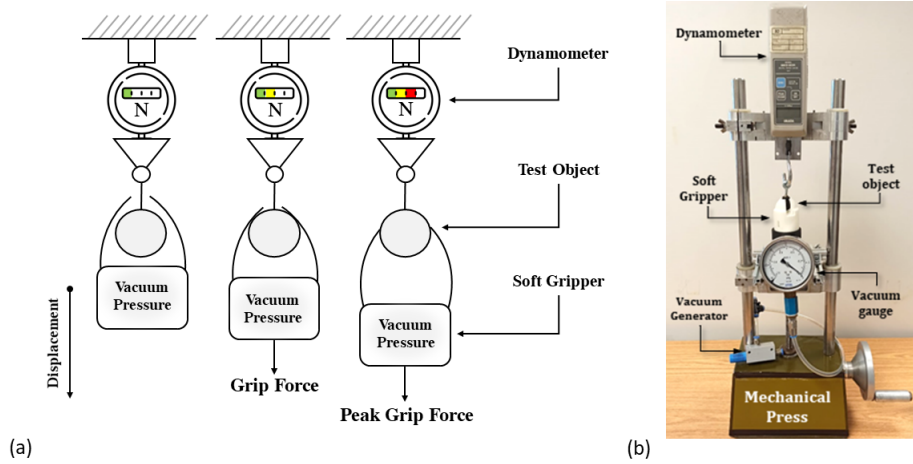 N
N
N
Dynamometer
Test Object
Soft Gripper
Vacuum
Pressure
Vacuum
Pressure
Vacuum
Pressure
Displacement
Grip Force
Peak Grip Force
(a)
Dynamometer
Soft
Gripper
Test
object
Vacuum
Generator
Vacuum
gauge
Mechanical
Press
(b)